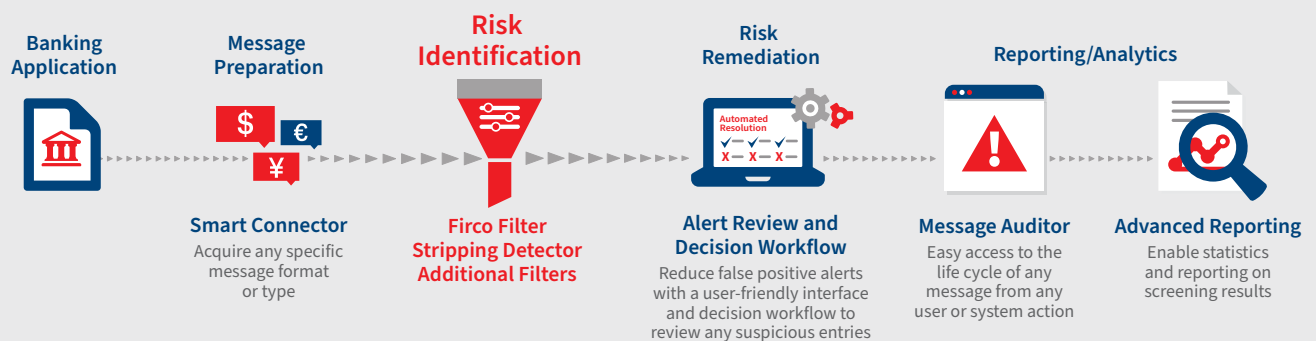 Banking
Application
Message
Preparation
Risk
Identification
Risk
Remediation
Reporting/Analytics
$
€
¥
Automated
Resolution
Smart Connector
Acquire any specific
message format
or type
Firco Filter
Stripping Detector
Additional Filters
Alert Review and
Decision Workflow
Reduce false positive alerts
with a user-friendly interface
and decision workflow to
review any suspicious entries
Message Auditor
Easy access to the
life cycle of any
message from any
user or system action
Advanced Reporting
Enable statistics
and reporting on
screening results